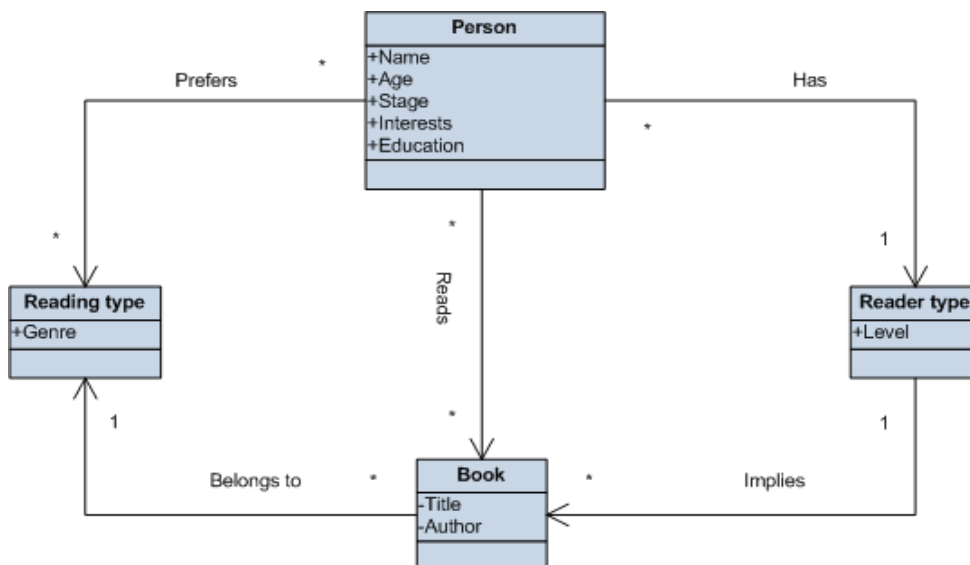 Person
+Name
+Age
+Stage
+Interests
+Education
Prefers
*
Has
*
*
*
1
Reads
Reading type
+Genre
Reader type
+Level
1
*
1
Belongs to
*
Book
-Title
-Author
*
Implies